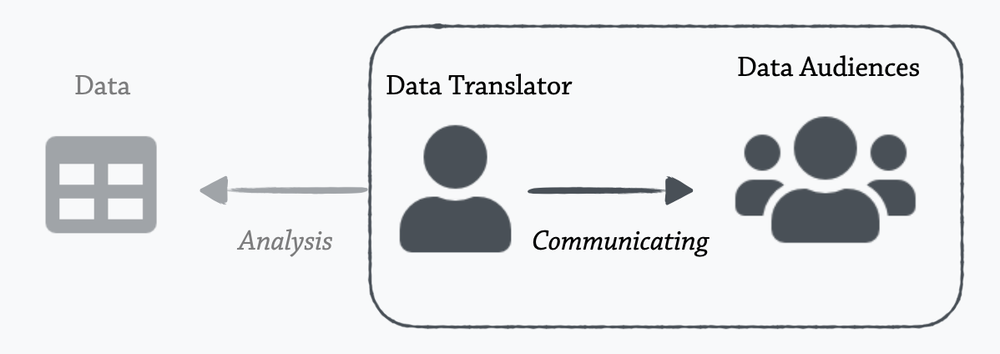 Data
Data Translator
Data Audiences
Analysis
Communicating